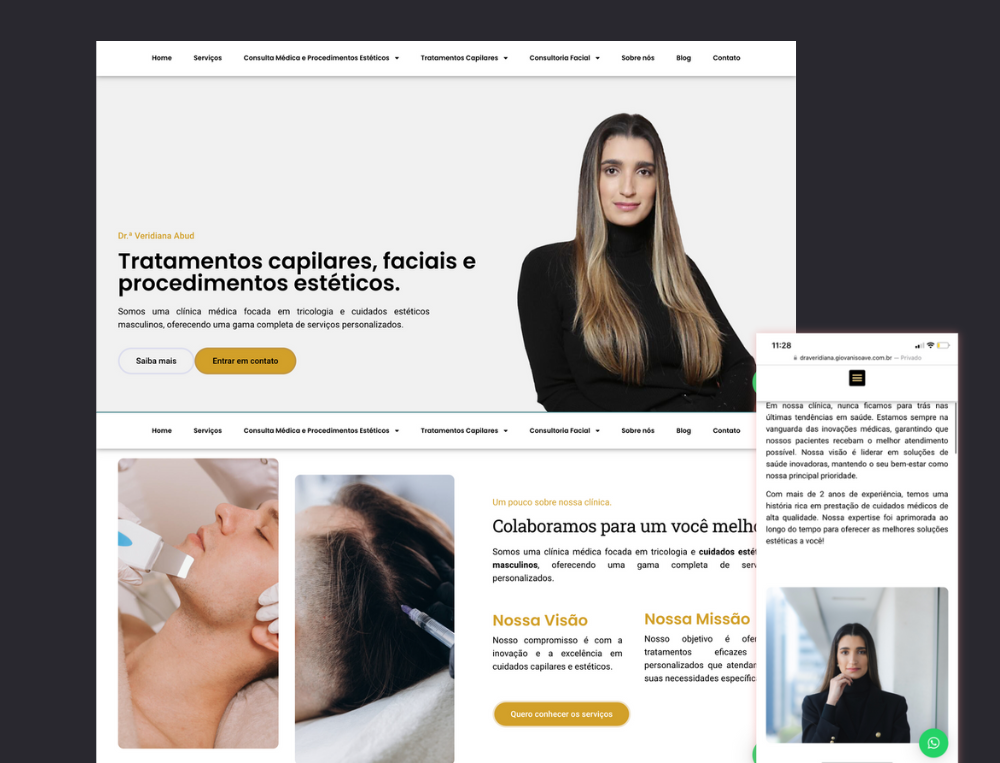 Home Serviços Consulta Médica e Procedimentos Estéticos Tratamentos Capilares Consultoria Facial Sobre nós Blog Contato
Dr.ª Veridiana Abud
Tratamentos capilares, faciais e
procedimentos estéticos.
Somos uma clínica médica focada em tricologia e cuidados estéticos
masculinos, oferecendo uma gama completa de serviços personalizados.
Saiba mais Entrar em contato
Home Serviços Consulta Médica e Procedimentos Estéticos Tratamentos Capilares Consultoria Facial Sobre nós Blog Contato
Um pouco sobre nossa clínica.
Colaboramos para um você melho
Somos uma clínica médica focada em tricologia e cuidados esté
masculinos, oferecendo uma gama completa de ser
personalizados.
Nossa Visão
Nosso compromisso é com a
inovação e a excelência em
cuidados capilares e estéticos.
Nossa Missão
Nosso objetivo é ofer
tratamentos eficazes
personalizados que atendam
suas necessidades específic
Quero conhecer os serviços
11:28
draveridiana.giovanisoave.com.br — Privado
Em nossa clínica, nunca ficamos para trás nas
últimas tendências em saúde. Estamos sempre na
vanguarda das inovações médicas, garantindo que
nossos pacientes recebam o melhor atendimento
possível. Nossa visão é liderar em soluções de
saúde inovadoras, mantendo o seu bem-estar como
nossa principal prioridade.
Com mais de 2 anos de experiência, temos uma
história rica em prestação de cuidados médicos de
alta qualidade. Nossa expertise foi aprimorada ao
longo do tempo para oferecer as melhores soluções
estéticas a você!